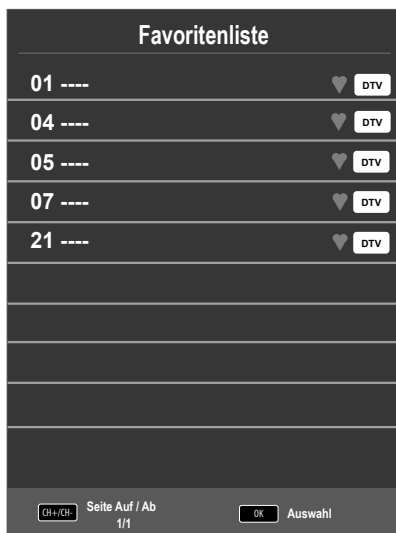 Favoritenliste
01 ---- DTV
04 ---- DTV
05 ---- DTV
07 ---- DTV
21 ---- DTV
CH+/CH- Seite Auf / Ab OK Auswahl
1/1